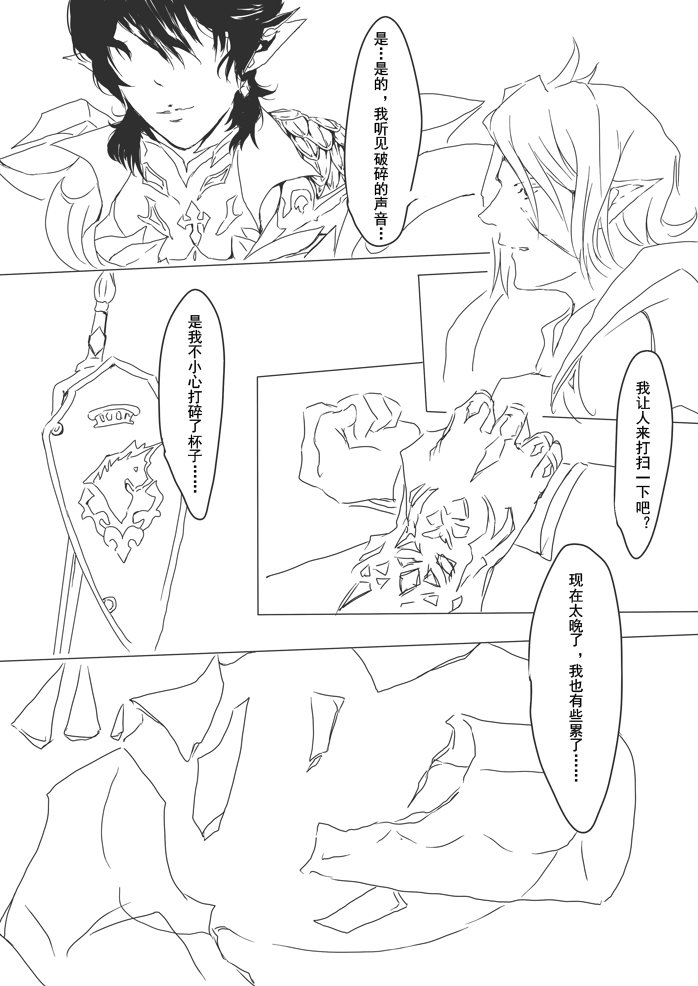 是…是的，我听见破碎的声音…
我让人来打扫一下吧？
是我不小心打碎了杯子……
现在太晚了，我也有些累了……